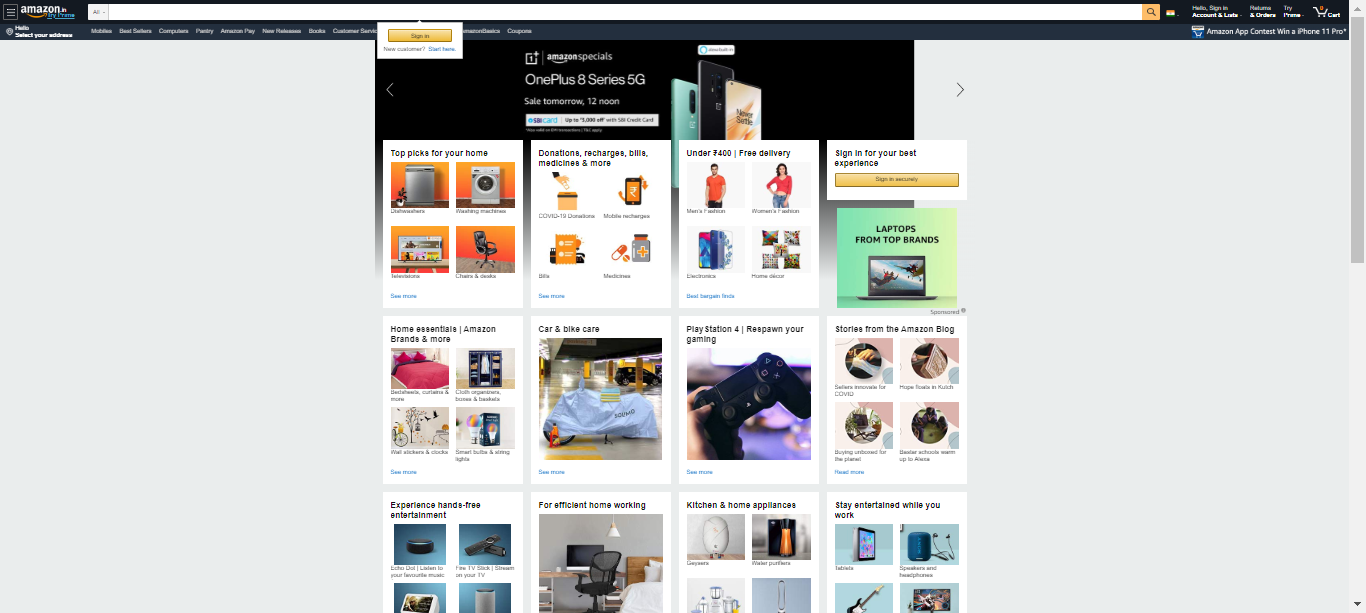 amazon.in
Try Prime
All
Hello, Sign in
Account & Lists
Returns
& Orders
Try
Prime
0
Cart
Hello
Select your address
Mobiles
Best Sellers
Computers
Pantry
Amazon Pay
New Releases
Books
Customer Servic
mazonBasics
Coupons
Amazon App Contest Win a iPhone 11 Pro*
Sign in
New customer? Start here.
amazonspecials
OnePlus 8 Series 5G
Sale tomorrow, 12 noon
SBI card
Up to ₹3,000 off* with SBI Credit Card
*Also valid on EMI transactions | T&C apply
alexa built-in
Never
Settle
Top picks for your home
Dishwashers
Washing machines
Televisions
Chairs & desks
See more
Donations, recharges, bills,
medicines & more
COVID-19 Donations
Mobile recharges
Bills
Medicines
See more
Under ₹400 | Free delivery
Men's Fashion
Women's Fashion
Electronics
Home décor
Best bargain finds
Sign in for your best
experience
Sign in securely
LAPTOPS
FROM TOP BRANDS
Sponsored
Home essentials | Amazon
Brands & more
Bedsheets, curtains &
more
Cloth organizers,
boxes & baskets
Wall stickers & clocks
Smart bulbs & string
lights
See more
Car & bike care
SOLIMO
See more
PlayStation 4 | Respawn your
gaming
See more
Stories from the Amazon Blog
Sellers innovate for
COVID
Hope floats in Kutch
Buying unboxed for
the planet
Bastar schools warm
up to Alexa
Read more
Experience hands-free
entertainment
Echo Dot | Listen to
your favourite music
Fire TV Stick | Stream
on your TV
For efficient home working
Kitchen & home appliances
Geysers
Water purifiers
Stay entertained while you
work
Tablets
Speakers and
headphones